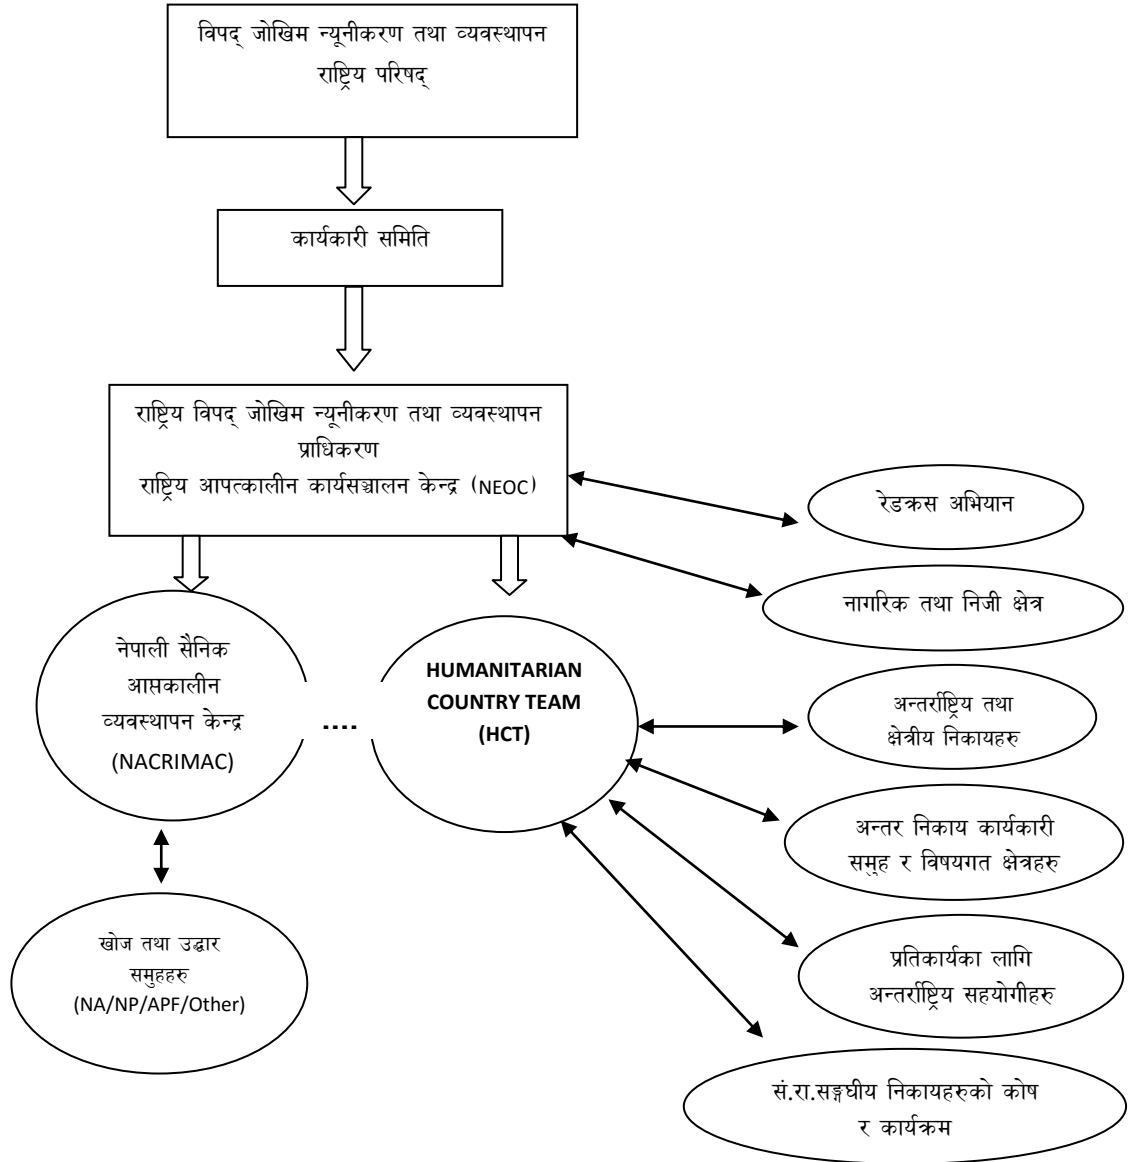 विपद् जोखिम न्यूनीकरण तथा व्यवस्थापन
राष्ट्रिय परिषद्
कार्यकारी समिति
राष्ट्रिय विपद् जोखिम न्यूनीकरण तथा व्यवस्थापन
प्राधिकरण
राष्ट्रिय आपत्कालीन कार्यसञ्चालन केन्द्र (NEOC)
रेडक्रस अभियान
नागरिक तथा निजी क्षेत्र
नेपाली सैनिक
आप्तकालीन
व्यवस्थापन केन्द्र
(NACRIMAC)
....
HUMANITARIAN
COUNTRY TEAM
(HCT)
अन्तर्राष्ट्रिय तथा
क्षेत्रीय निकायहरु
अन्तर निकाय कार्यकारी
समुह र विषयगत क्षेत्रहरु
खोज तथा उद्धार
समुहहरु
(NA/NP/APF/Other)
प्रतिकार्यका लागि
अन्तर्राष्ट्रिय सहयोगीहरु
सं.रा.सङ्घीय निकायहरुको कोष
र कार्यक्रम